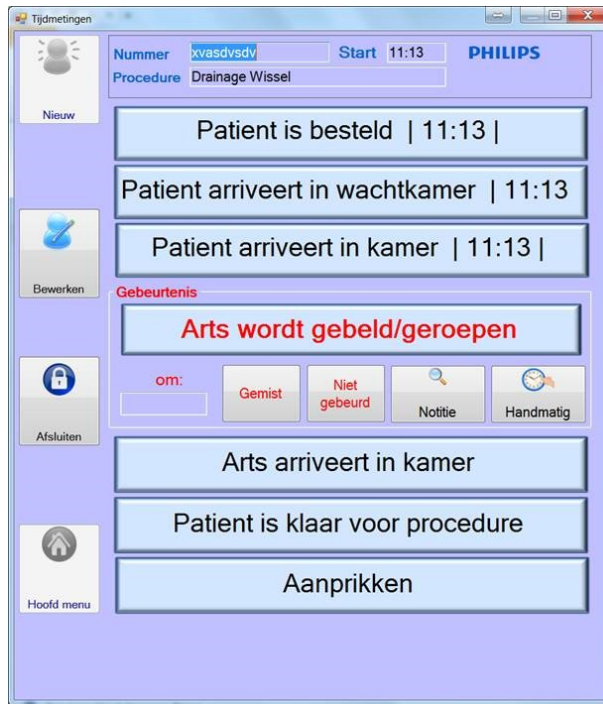 Tijdmetingen
Nummer xvasdvsdv Start 11:13 PHILIPS
Procedure Drainage Wissel
Nieuw
Patient is besteld | 11:13 |
Patient arriveert in wachtkamer | 11:13
Patient arriveert in kamer | 11:13 |
Bewerken
Gebeurtenis
Arts wordt gebeld/geroepen
om:
Gemist
Niet
gebeurd
Notitie
Handmatig
Afsluiten
Arts arriveert in kamer
Patient is klaar voor procedure
Aanprikken
Hoofd menu